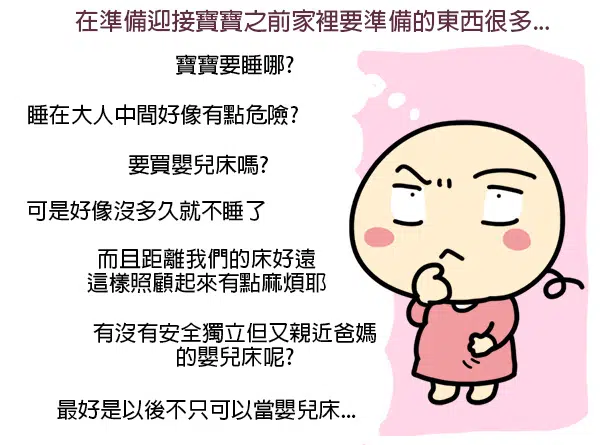 在準備迎接寶寶之前家裡要準備的東西很多...
寶寶要睡哪?
睡在大人中間好像有點危險?
要買嬰兒床嗎?
可是好像沒多久就不睡了
而且距離我們的床好遠
這樣照顧起來有點麻煩耶
有沒有安全獨立但又親近爸媽
的嬰兒床呢?
最好是以後不只可以當嬰兒床...